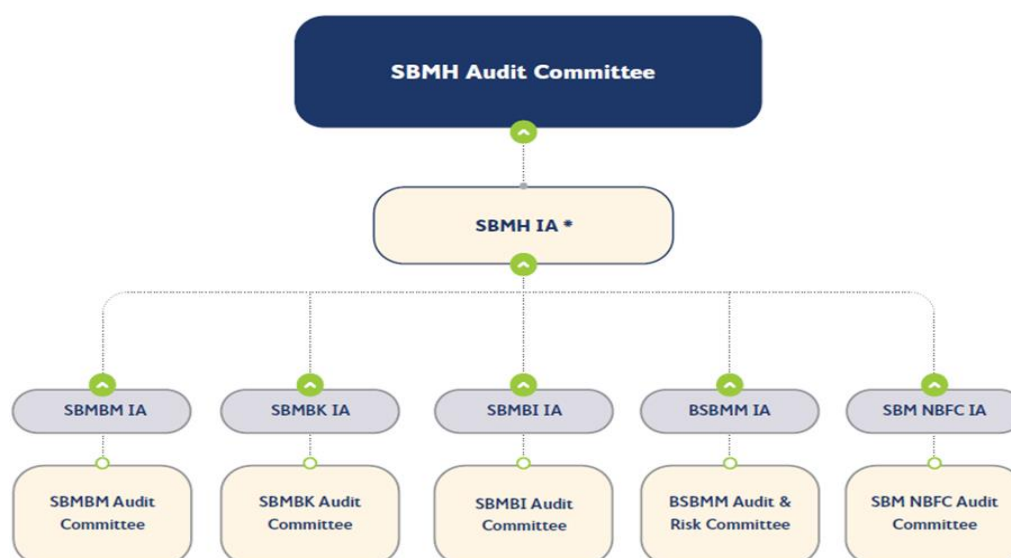 SBMH Audit Committee
SBMH IA *
SBMBM IA
SBMBK IA
SBMBI IA
BSBMM IA
SBM NBFC IA
SBMBM Audit
Committee
SBMBK Audit
Committee
SBMBI Audit
Committee
BSBMM Audit &
Risk Committee
SBM NBFC Audit
Committee